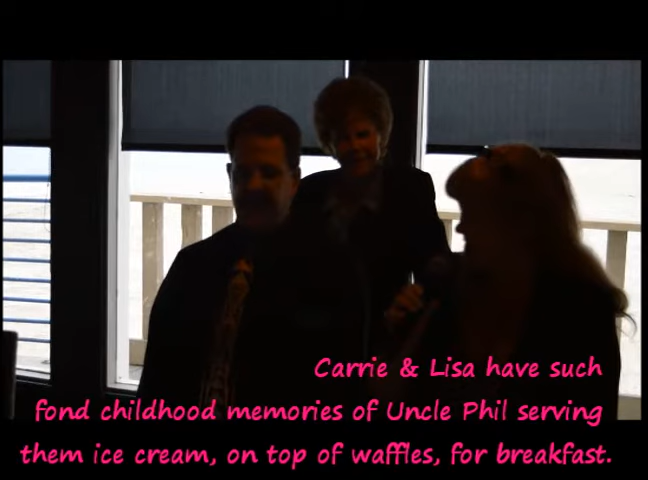 Carrie & Lisa have such
fond childhood memories of Uncle Phil serving
them ice cream, on top of waffles, for breakfast.